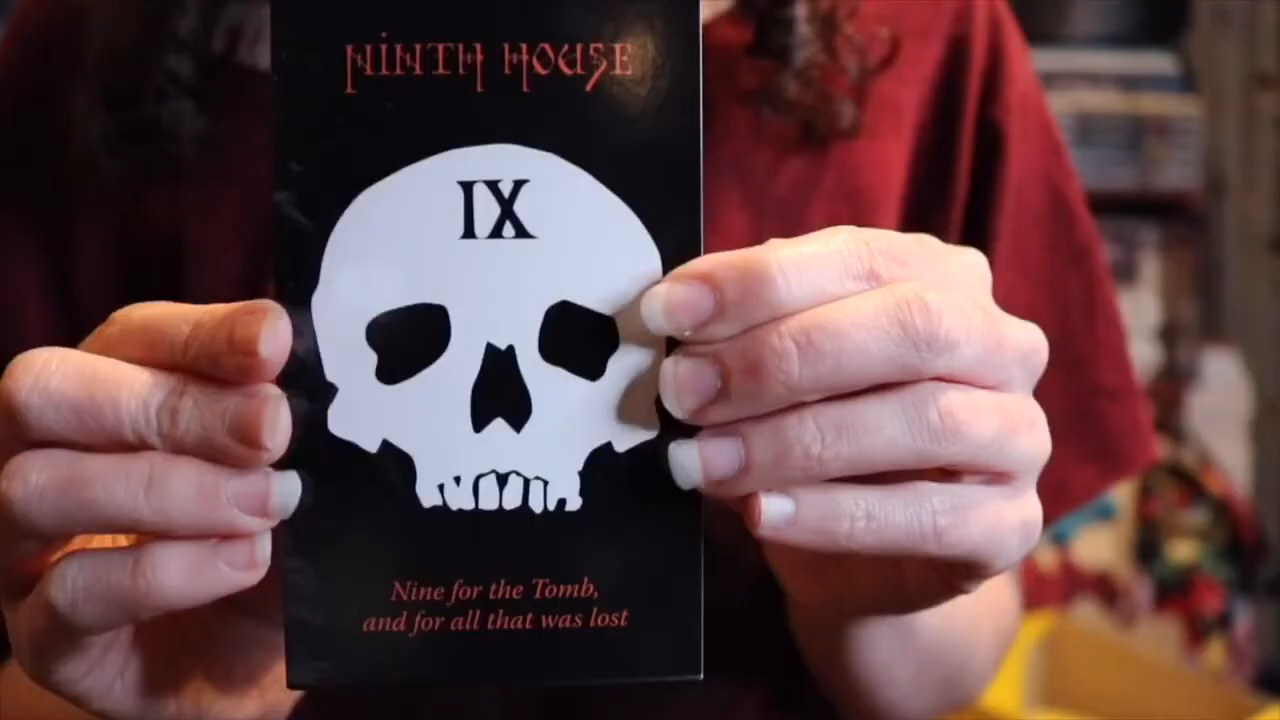 NINTH HOUSE
IX
Nine for the Tomb,
and for all that was lost